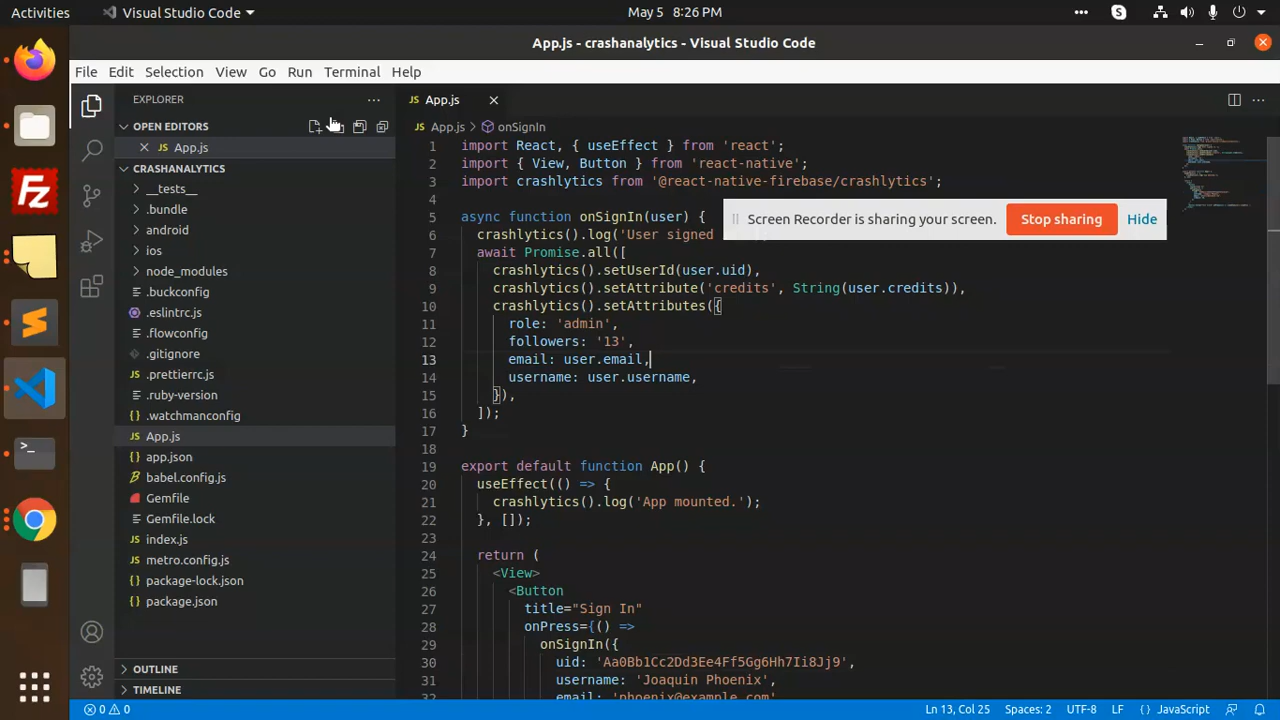 Activities
Visual Studio Code
May 5 8:26 PM
App.js - crashanalytics - Visual Studio Code
File Edit Selection View Go Run Terminal Help
EXPLORER
OPEN EDITORS
App.js
CRASHANALYTICS
__tests__
.bundle
android
ios
node_modules
.buckconfig
.eslintrc.js
.flowconfig
.gitignore
.prettierrc.js
.ruby-version
.watchmanconfig
App.js
app.json
babel.config.js
Gemfile
Gemfile.lock
index.js
metro.config.js
package-lock.json
package.json
OUTLINE
TIMELINE
App.js
App.js > onSignIn
1 import React, { useEffect } from 'react';
2 import { View, Button } from 'react-native';
3 import crashlytics from '@react-native-firebase/crashlytics';
4
5 async function onSignIn(user) {
6 crashlytics().log('User signed
7 await Promise.all([
8 crashlytics().setUserId(user.uid),
9 crashlytics().setAttribute('credits', String(user.credits)),
10 crashlytics().setAttributes({
11 role: 'admin',
12 followers: '13',
13 email: user.email,
14 username: user.username,
15 }),
16 ]);
17 }
18
19 export default function App() {
20 useEffect(() => {
21 crashlytics().log('App mounted.');
22 }, []);
23
24 return (
25 <View>
26 <Button
27 title="Sign In"
28 onPress={() =>
29 onSignIn({
30 uid: 'Aa0Bb1Cc2Dd3Ee4Ff5Gg6Hh7Ii8Jj9',
31 username: 'Joaquin Phoenix',
32 email: 'phoenix@example.com'
Screen Recorder is sharing your screen. Stop sharing Hide
0 0
Ln 13, Col 25 Spaces: 2 UTF-8 LF {} JavaScript